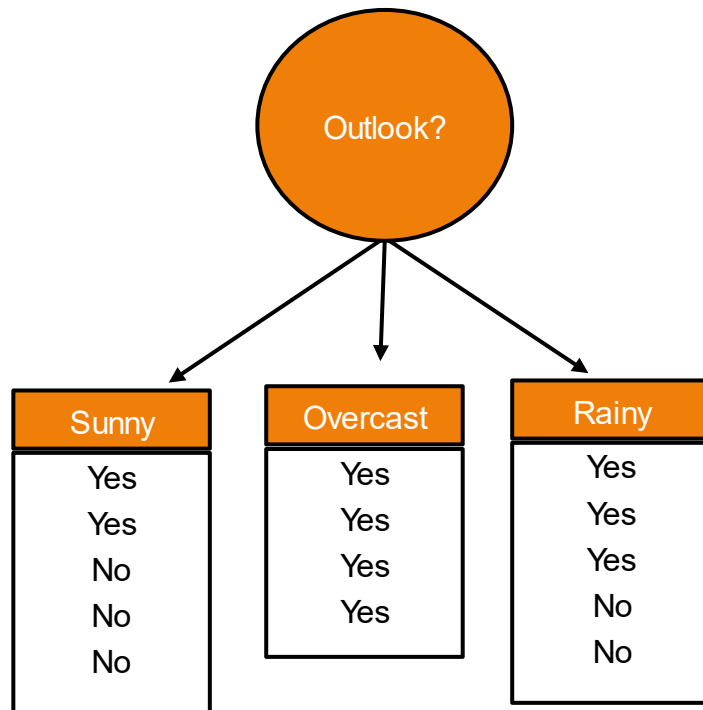 Outlook?
Sunny
Yes
Yes
No
No
No
Overcast
Yes
Yes
Yes
Yes
Rainy
Yes
Yes
Yes
No
No